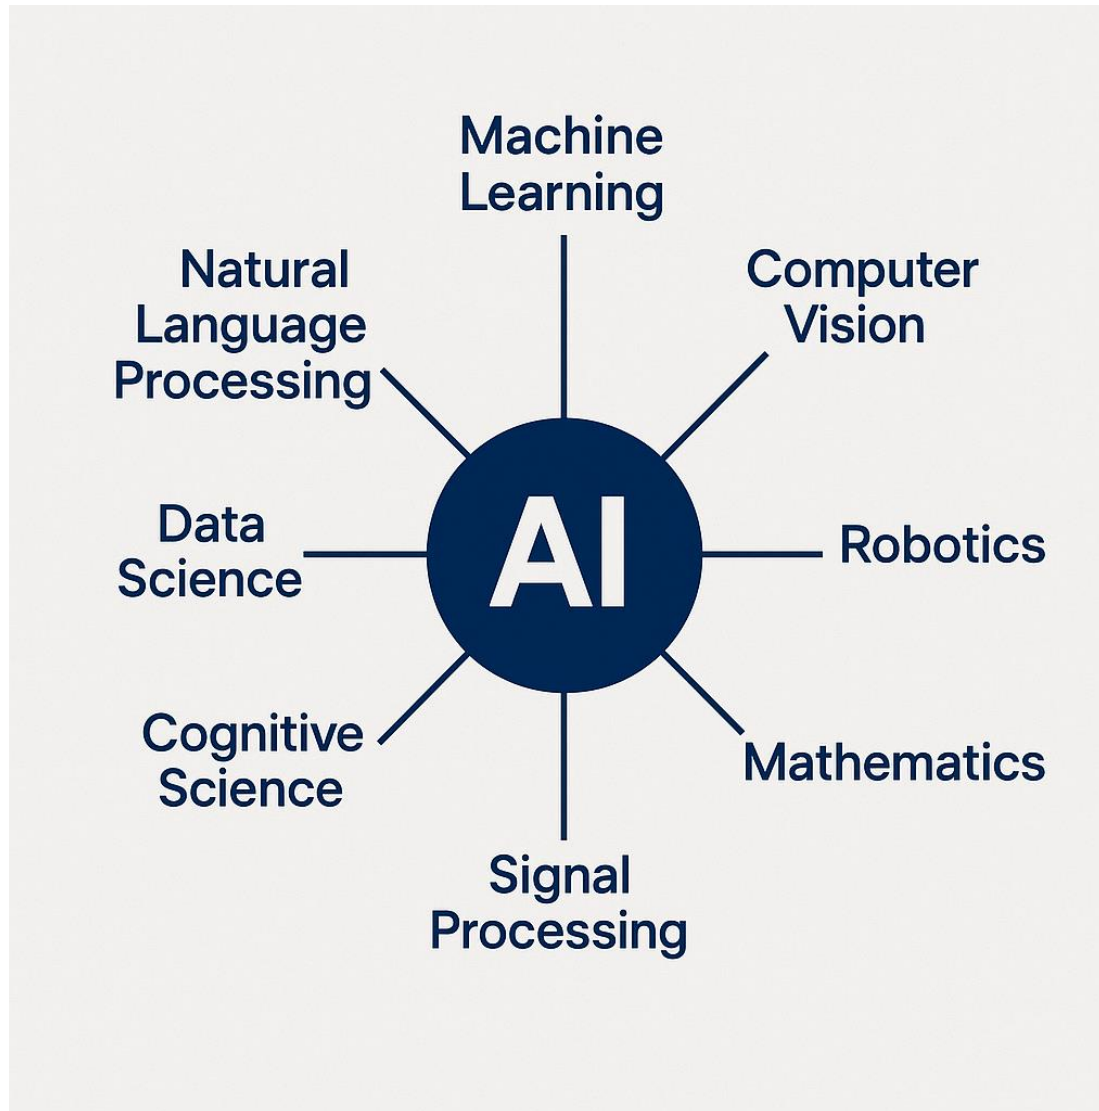 Machine
Learning
Natural
Language
Processing
Computer
Vision
Data
Science
AI
Robotics
Cognitive
Science
Mathematics
Signal
Processing